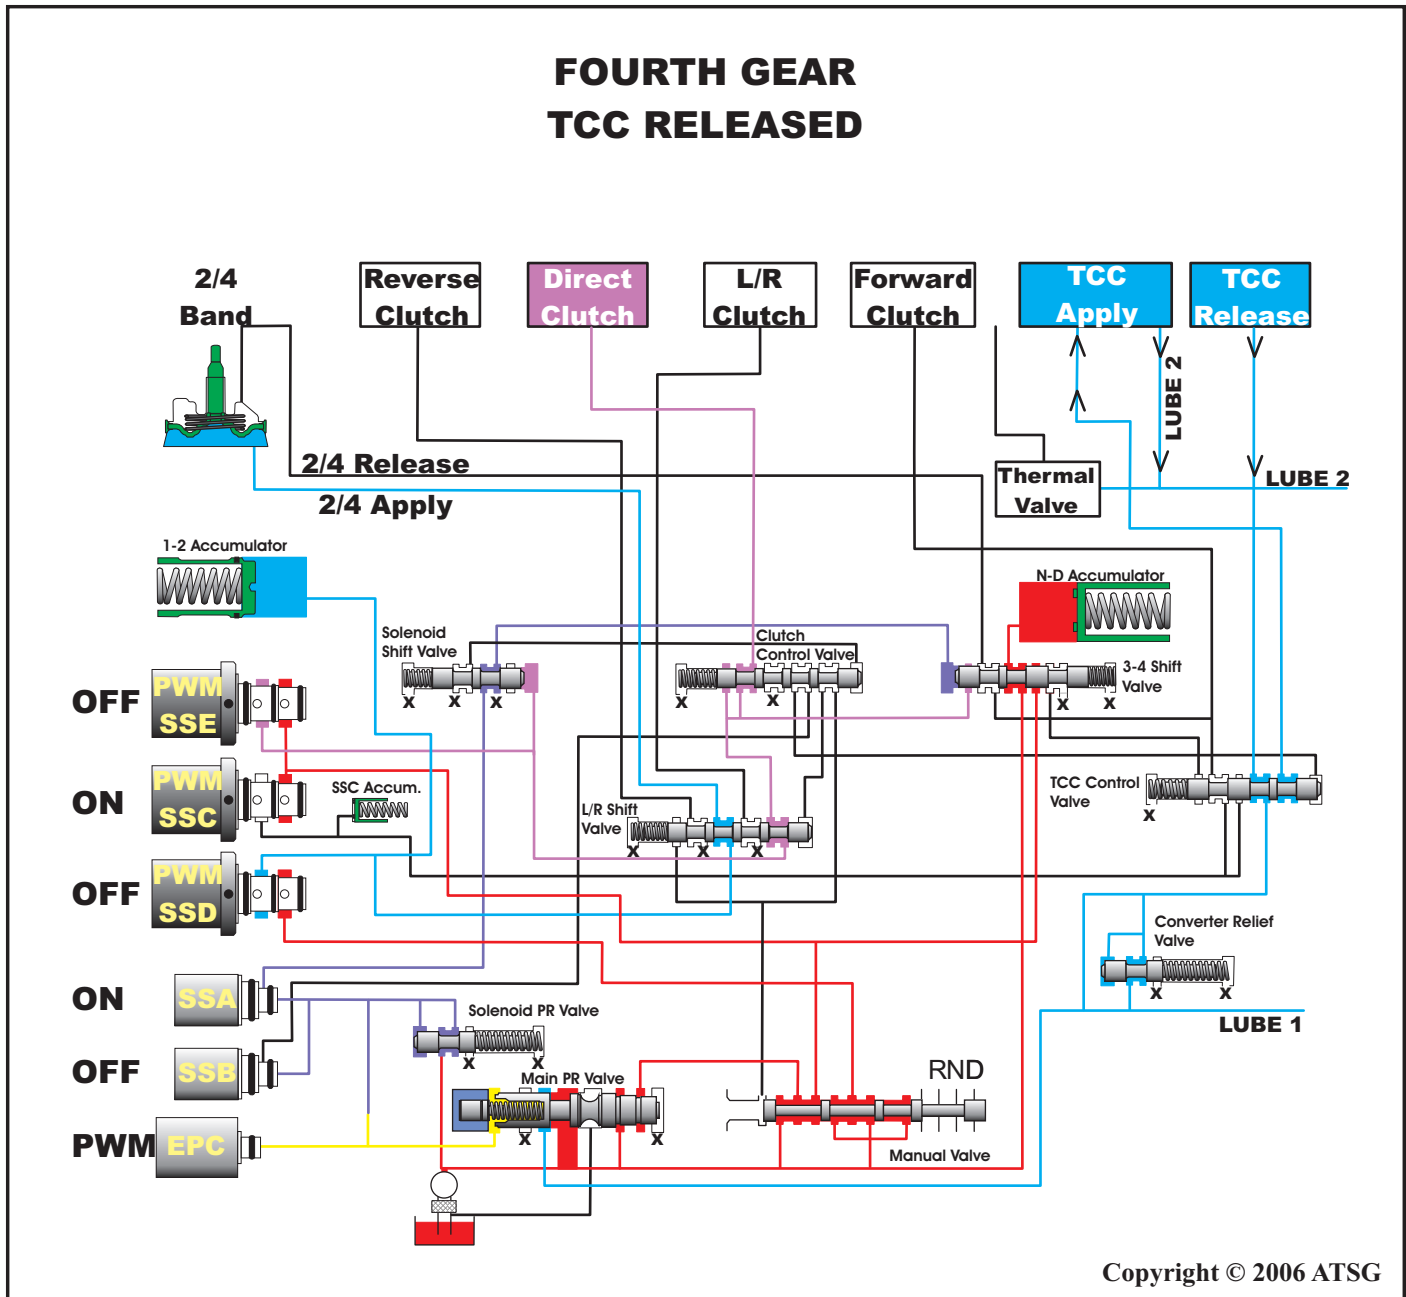 FOURTH GEAR
TCC RELEASED
2/4
Band
Reverse
Clutch
Direct
Clutch
L/R
Clutch
Forward
Clutch
TCC
Apply
TCC
Release
LUBE 2
2/4 Release
2/4 Apply
Thermal
Valve
LUBE 2
1-2 Accumulator
N-D Accumulator
Solenoid
Shift Valve
Clutch
Control Valve
3-4 Shift
Valve
X X X
X X
X X
OFF
PWM
SSE
ON
PWM
SSC
SSC Accum.
L/R Shift
Valve
X X X
TCC Control
Valve
X
OFF
PWM
SSD
Converter Relief
Valve
X X
ON
SSA
Solenoid PR Valve
X X
LUBE 1
OFF
SSB
Main PR Valve
X X
RND
Manual Valve
PWM
EPC
Copyright © 2006 ATSG